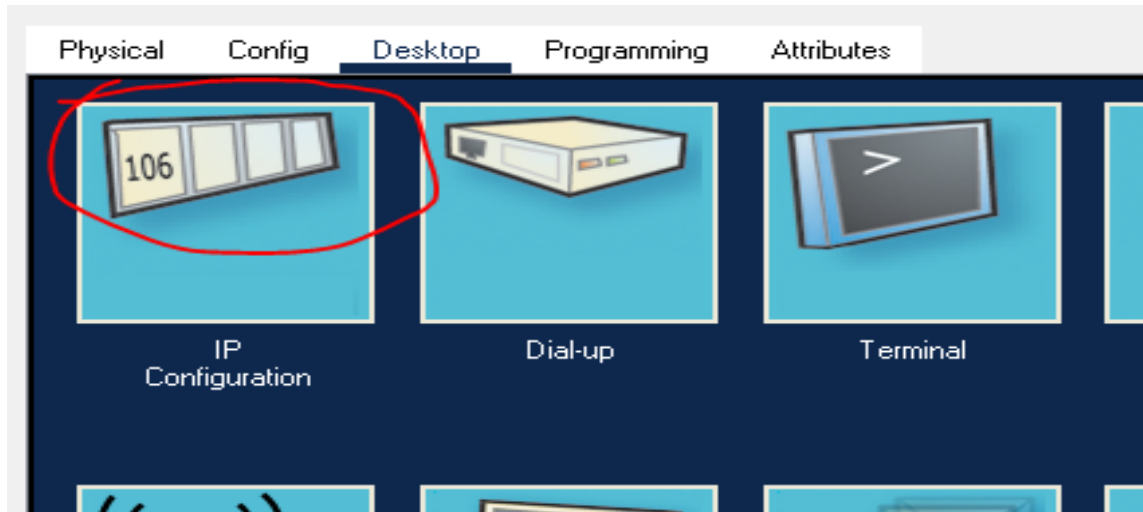 Physical Config Desktop Programming Attributes
106
>
IP
Configuration
Dial-up
Terminal